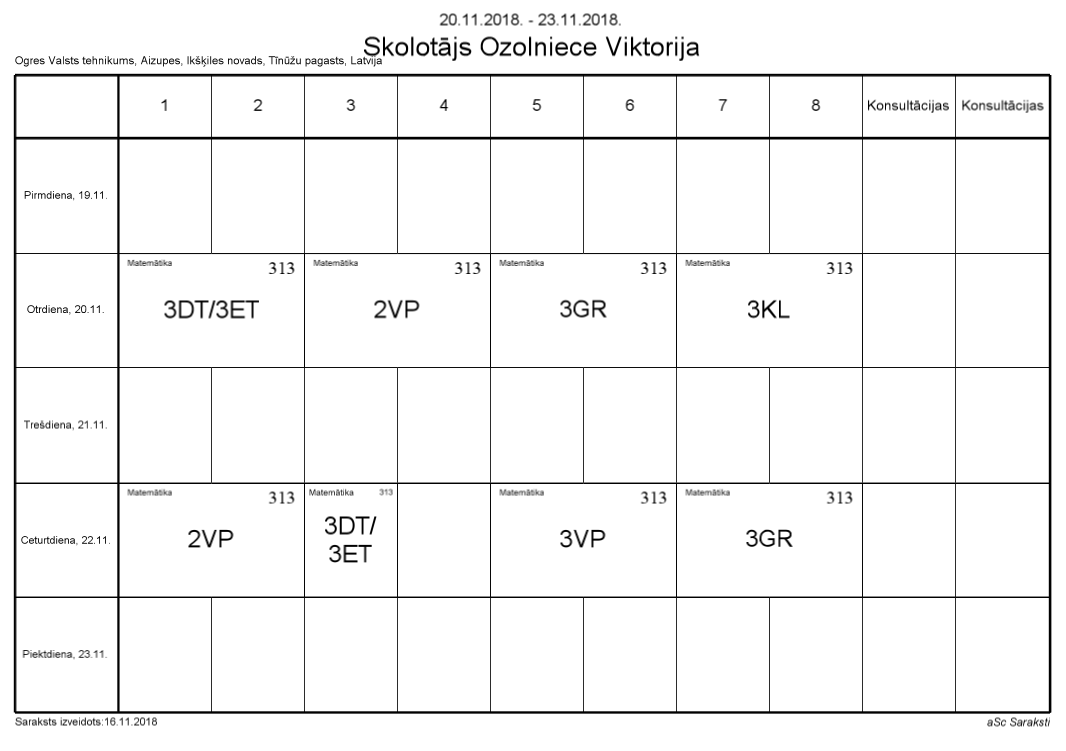 20.11.2018. - 23.11.2018.
Skolotājs Ozolniece Viktorija
Ogres Valsts tehnikums, Aizupes, Ikšķiles novads, Tīnūžu pagasts, Latvija
1 2 3 4 5 6 7 8 Konsultācijas Konsultācijas
Pirmdiena, 19.11.
Matemātika 313 Matemātika 313 Matemātika 313 Matemātika 313
Otrdiena, 20.11. 3DT/3ET 2VP 3GR 3KL
Trešdiena, 21.11.
Matemātika 313 Matemātika 313 Matemātika 313 Matemātika 313
Ceturtdiena, 22.11. 2VP 3DT/ 3VP 3GR
3ET
Piektdiena, 23.11.
Saraksts izveidots:16.11.2018 aSc Saraksti